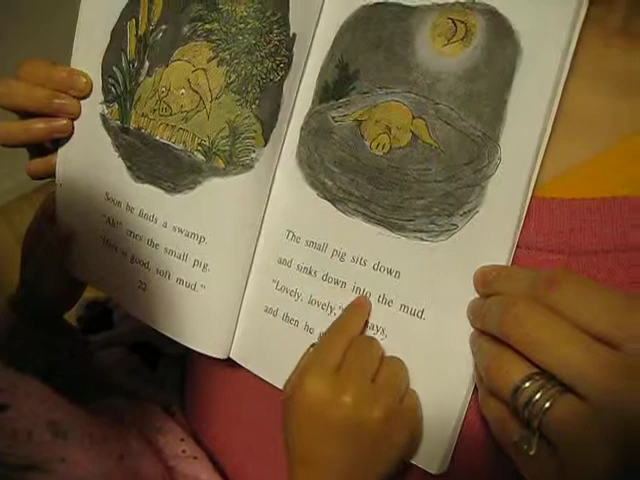 Soon he finds a swamp.
"Ah!" cries the small pig.
"Here is good, soft mud."
22
The small pig sits down
and sinks down into the mud.
"Lovely, lovely," says,
and then he